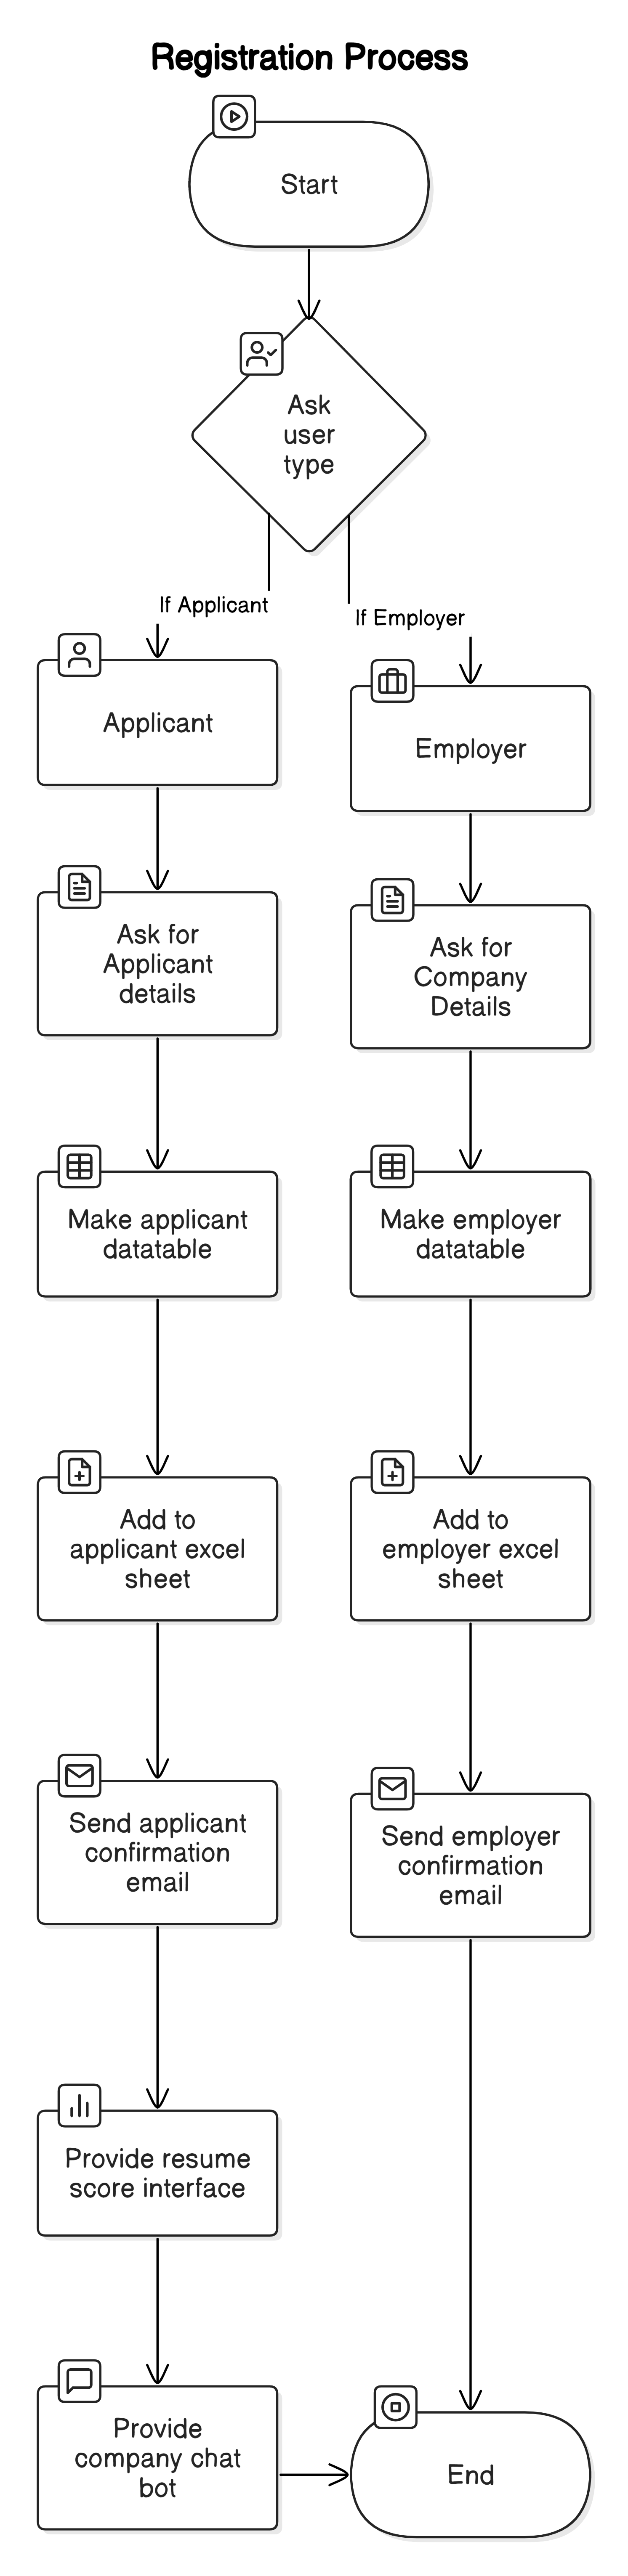 Registration Process
Start
Ask
user
type
If Applicant
If Employer
Applicant
Employer
Ask for
Applicant
details
Ask for
Company
Details
Make applicant
datatable
Make employer
datatable
Add to
applicant excel
sheet
Add to
employer excel
sheet
Send applicant
confirmation
email
Send employer
confirmation
email
Provide resume
score interface
Provide
company chat
bot
End